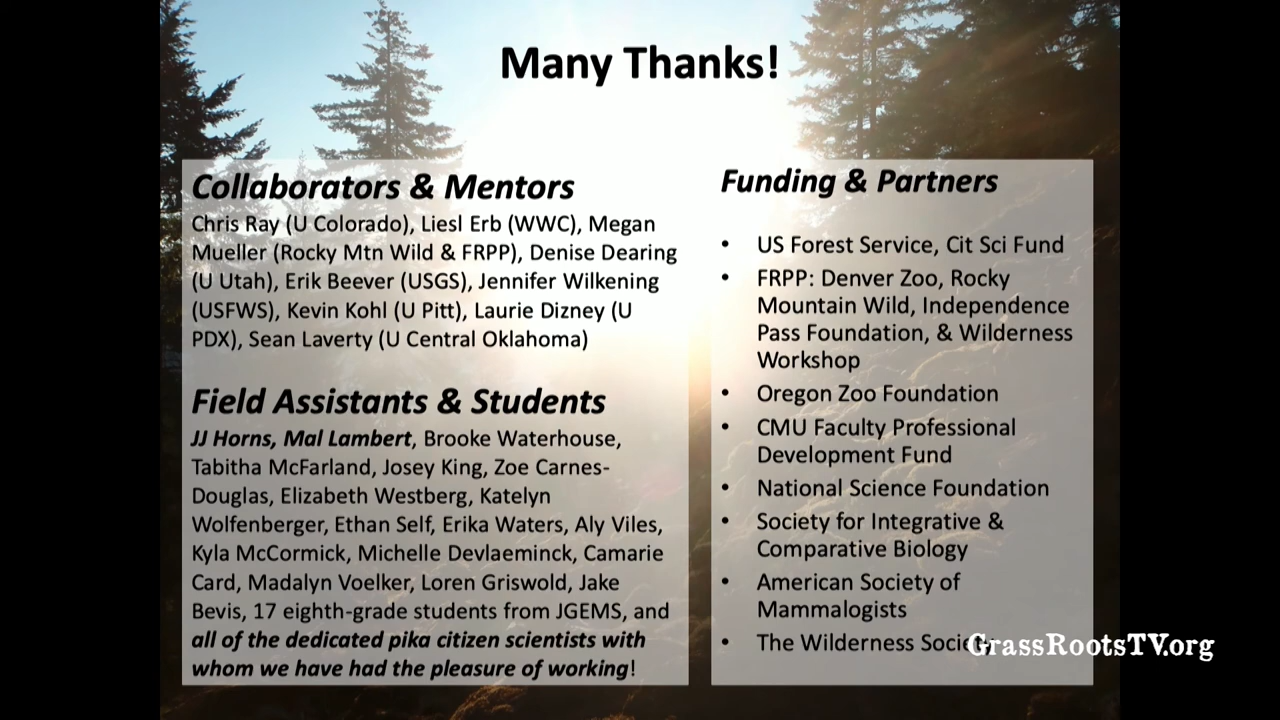 Many Thanks!
Collaborators & Mentors
Chris Ray (U Colorado), Liesl Erb (WWC), Megan
Mueller (Rocky Mtn Wild & FRPP), Denise Dearing
(U Utah), Erik Beever (USGS), Jennifer Wilkening
(USFWS), Kevin Kohl (U Pitt), Laurie Dizney (U
PDX), Sean Laverty (U Central Oklahoma)
Field Assistants & Students
JJ Horns, Mal Lambert, Brooke Waterhouse,
Tabitha McFarland, Josey King, Zoe Carnes-
Douglas, Elizabeth Westberg, Katelyn
Wolfenberger, Ethan Self, Erika Waters, Aly Viles,
Kyla McCormick, Michelle Devlaeminck, Camarie
Card, Madalyn Voelker, Loren Griswold, Jake
Bevis, 17 eighth-grade students from JGEMS, and
all of the dedicated pika citizen scientists with
whom we have had the pleasure of working!
Funding & Partners
• US Forest Service, Cit Sci Fund
• FRPP: Denver Zoo, Rocky
Mountain Wild, Independence
Pass Foundation, & Wilderness
Workshop
• Oregon Zoo Foundation
• CMU Faculty Professional
Development Fund
• National Science Foundation
• Society for Integrative &
Comparative Biology
• American Society of
Mammalogists
• The Wilderness Society
GrassRootsTV.org